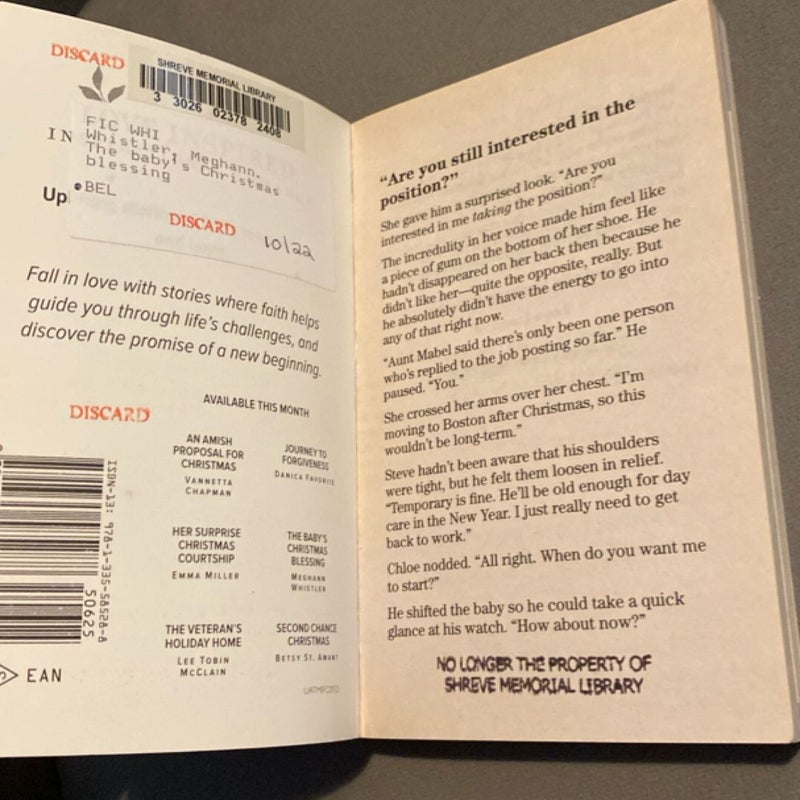 DISCARD
SHREVE MEMORIAL LIBRARY
3 3026 02378 2408
FIC WHI
Whistler, Meghann.
The baby's Christmas
blessing
IN
BEL
Up
DISCARD
10/22
Fall in love with stories where faith helps
guide you through life's challenges, and
discover the promise of a new beginning.
DISCARD
AVAILABLE THIS MONTH
AN AMISH
PROPOSAL FOR
CHRISTMAS
VANNETTA
CHAPMAN
JOURNEY TO
FORGIVENESS
DANICA FAVORITE
HER SURPRISE
CHRISTMAS
COURTSHIP
EMMA MILLER
THE BABY'S
CHRISTMAS
BLESSING
MEGHANN
WHISTLER
THE VETERAN'S
HOLIDAY HOME
LEE TOBIN
MCCLAIN
SECOND CHANCE
CHRISTMAS
BETSY ST. AMANT
ISBN-13: 978-1-335-58528-8
50625
EAN
"Are you still interested in the
position?"
She gave him a surprised look. "Are you
interested in me taking the position?"
The incredulity in her voice made him feel like
a piece of gum on the bottom of her shoe. He
hadn't disappeared on her back then because he
didn't like her—quite the opposite, really. But
he absolutely didn't have the energy to go into
any of that right now.
"Aunt Mabel said there's only been one person
who's replied to the job posting so far." He
paused. "You."
She crossed her arms over her chest. "I'm
moving to Boston after Christmas, so this
wouldn't be long-term."
Steve hadn't been aware that his shoulders
were tight, but he felt them loosen in relief.
"Temporary is fine. He'll be old enough for day
care in the New Year. I just really need to get
back to work."
Chloe nodded. "All right. When do you want me
to start?"
He shifted the baby so he could take a quick
glance at his watch. "How about now?"
NO LONGER THE PROPERTY OF
SHREVE MEMORIAL LIBRARY